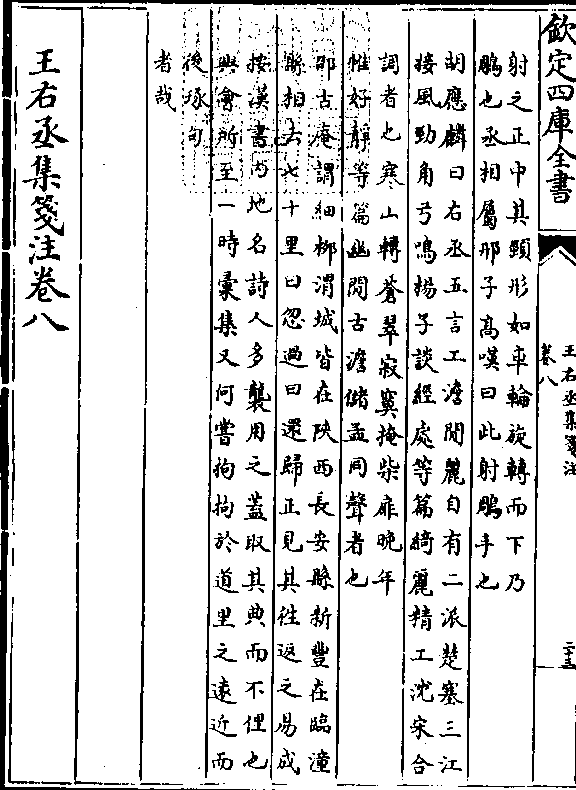 欽定四庫全書
王右丞集箋注
卷八
二十三
射之正中其頸形如車輪旋轉而下乃
鵰也丞相屬邢子高嘆曰此射鵰手也
胡應麟曰右丞五言工澹閒麗自有二派楚塞三江
接風勁角弓鳴揚子談經處等篇綺麗精工沈宋合
調者也寒山轉蒼翠寂寞掩柴扉晚年
惟好靜等篇幽閒古澹儲孟同聲者也
邵古庵謂細柳渭城皆在陝西長安縣新豐在臨潼
縣相去七十里曰忽過曰還歸正見其往返之易成
按漢書內地名詩人多襲用之蓋取其典而不俚也
興會所至一時彙集又何嘗拘拘於道里之遠近而
後琢句
者哉
王右丞集箋注卷八